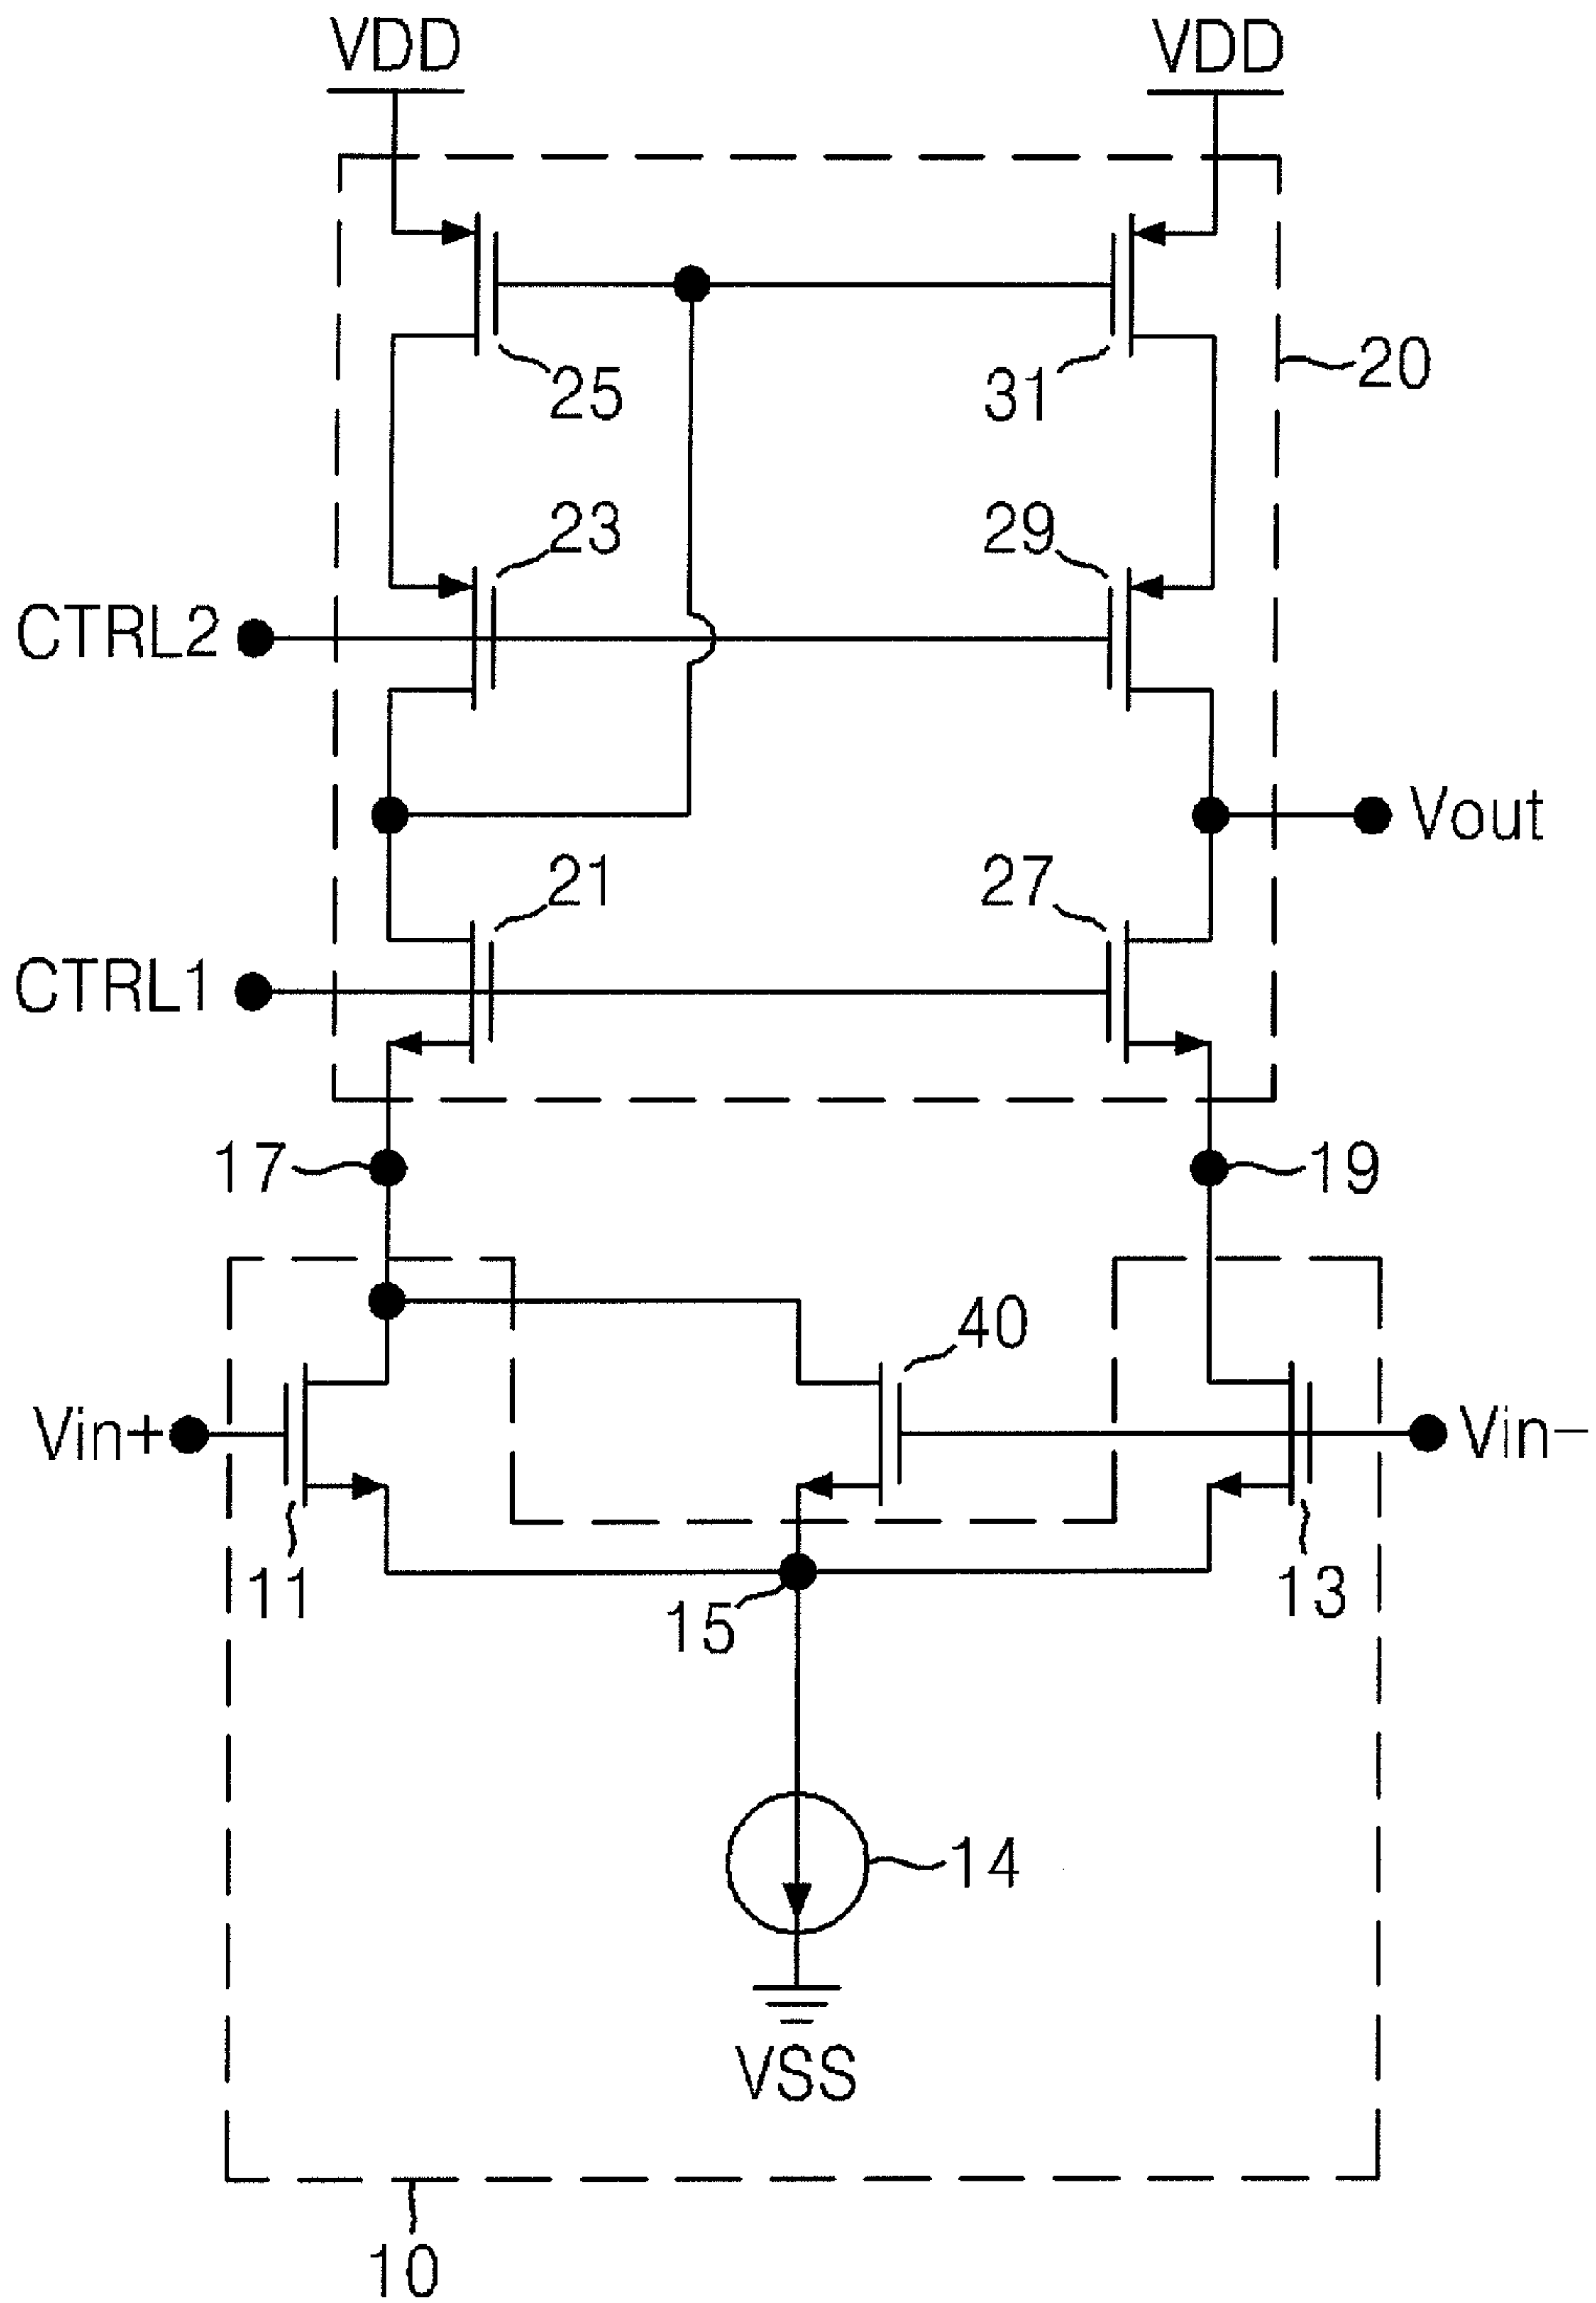 VDD VDD
25 31 20
23 29
CTRL2
Vout
21 27
CTRL1
17 19
40
Vin+ Vin−
11 15 13
14
VSS
10